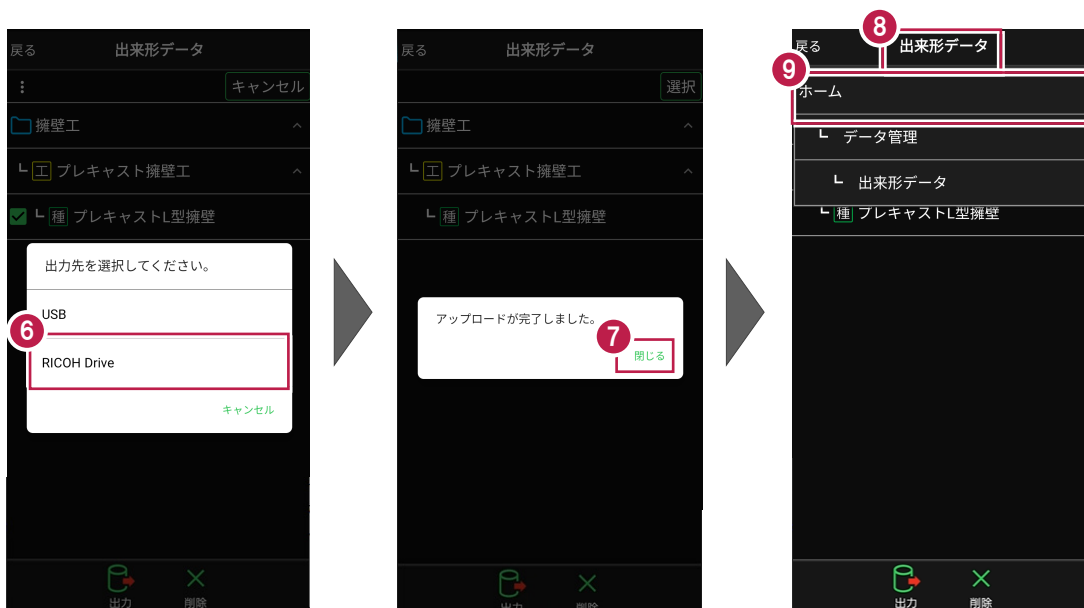 戻る
出来形データ
キャンセル
擁壁工
工 プレキャスト擁壁工
種 プレキャストL型擁壁
出力先を選択してください。
USB
6
RICOH Drive
キャンセル
出力
削除
戻る
出来形データ
選択
擁壁工
工 プレキャスト擁壁工
種 プレキャストL型擁壁
アップロードが完了しました。
7
閉じる
出力
削除
8
戻る
出来形データ
9
ホーム
データ管理
出来形データ
種 プレキャストL型擁壁
出力
削除